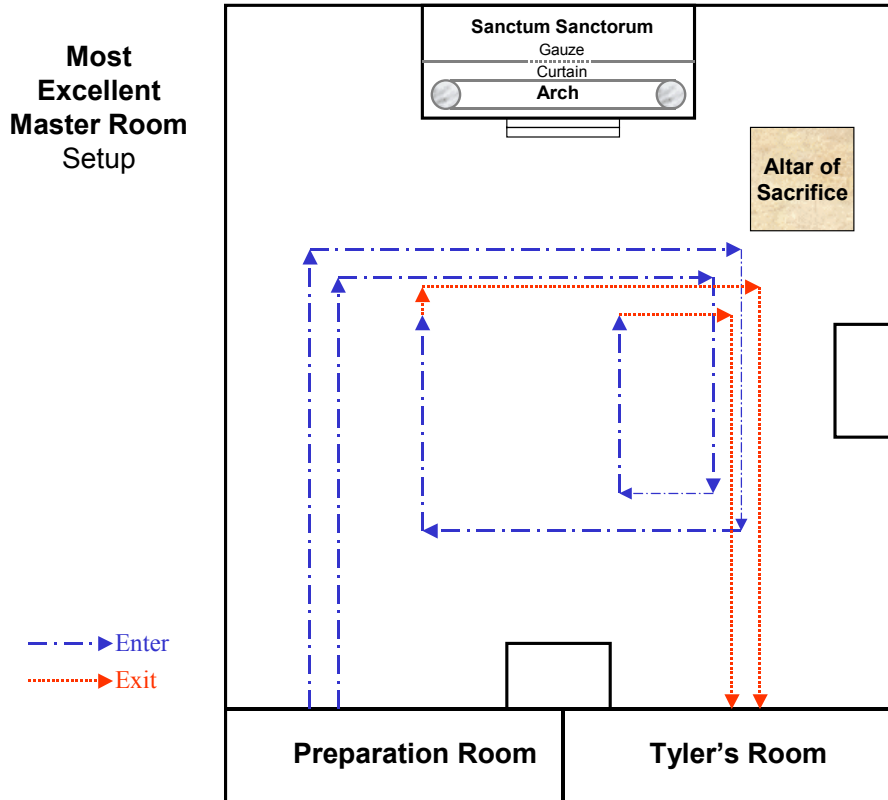 Most
Excellent
Master Room
Setup
Sanctum Sanctorum
Gauze
Curtain
Arch
Altar of
Sacrifice
Enter
Exit
Preparation Room
Tyler's Room